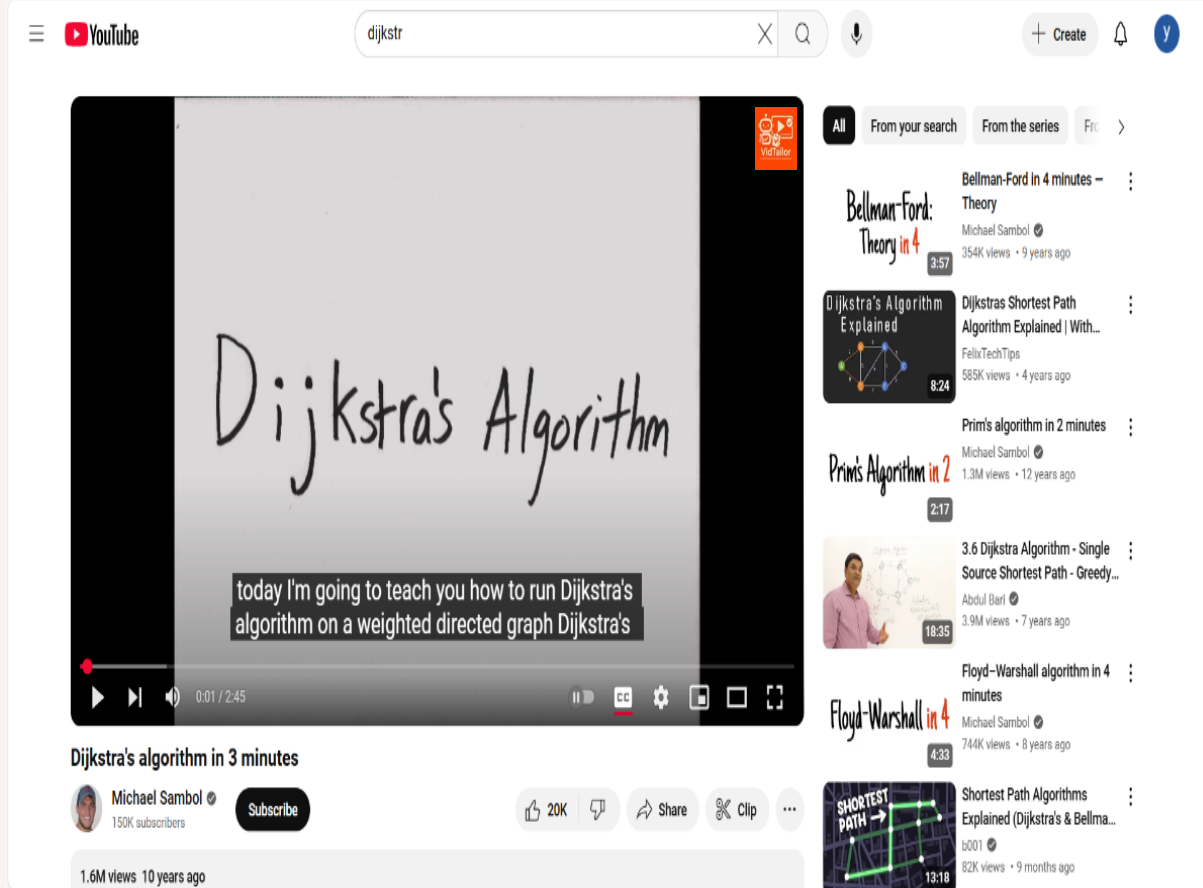 YouTube
dijkstr
Create
y
VidTailor
Dijkstra's Algorithm
today I'm going to teach you how to run Dijkstra's
algorithm on a weighted directed graph Dijkstra's
0:01 / 2:45
CC
Dijkstra's algorithm in 3 minutes
Michael Sambol
150K subscribers
Subscribe
20K
Share
Clip
1.6M views 10 years ago
All
From your search
From the series
Bellman-Ford:
Theory in 4
3:57
Bellman-Ford in 4 minutes —
Theory
Michael Sambol
354K views • 9 years ago
Dijkstra's Algorithm
Explained
8:24
Dijkstras Shortest Path
Algorithm Explained | With...
FelixTechTips
585K views • 4 years ago
Prim's Algorithm in 2
2:17
Prim's algorithm in 2 minutes
Michael Sambol
1.3M views • 12 years ago
18:35
3.6 Dijkstra Algorithm - Single
Source Shortest Path - Greedy...
Abdul Bari
3.9M views • 7 years ago
Floyd-Warshall in 4
4:33
Floyd–Warshall algorithm in 4
minutes
Michael Sambol
744K views • 8 years ago
SHORTEST
PATH
13:18
Shortest Path Algorithms
Explained (Dijkstra's & Bellma...
b001
82K views • 9 months ago